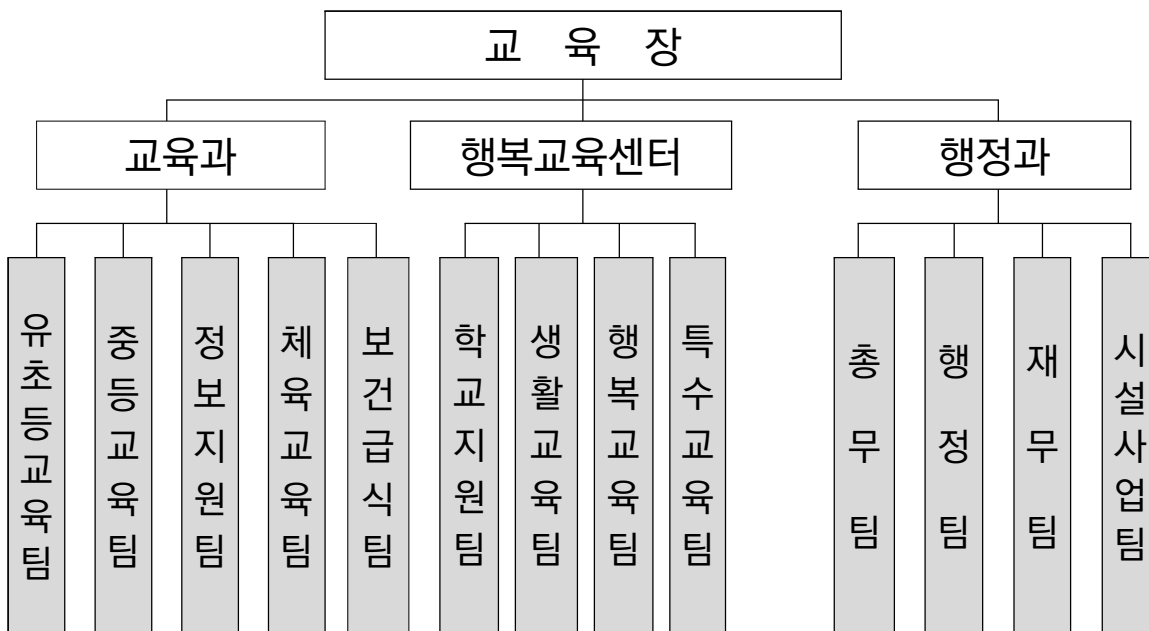 교 육 장
교육과
행복교육센터
행정과
유초등교육팀
중등교육팀
정보지원팀
체육교육팀
보건급식팀
학교지원팀
생활교육팀
행복교육팀
특수교육팀
총무팀
행정팀
재무팀
시설사업팀